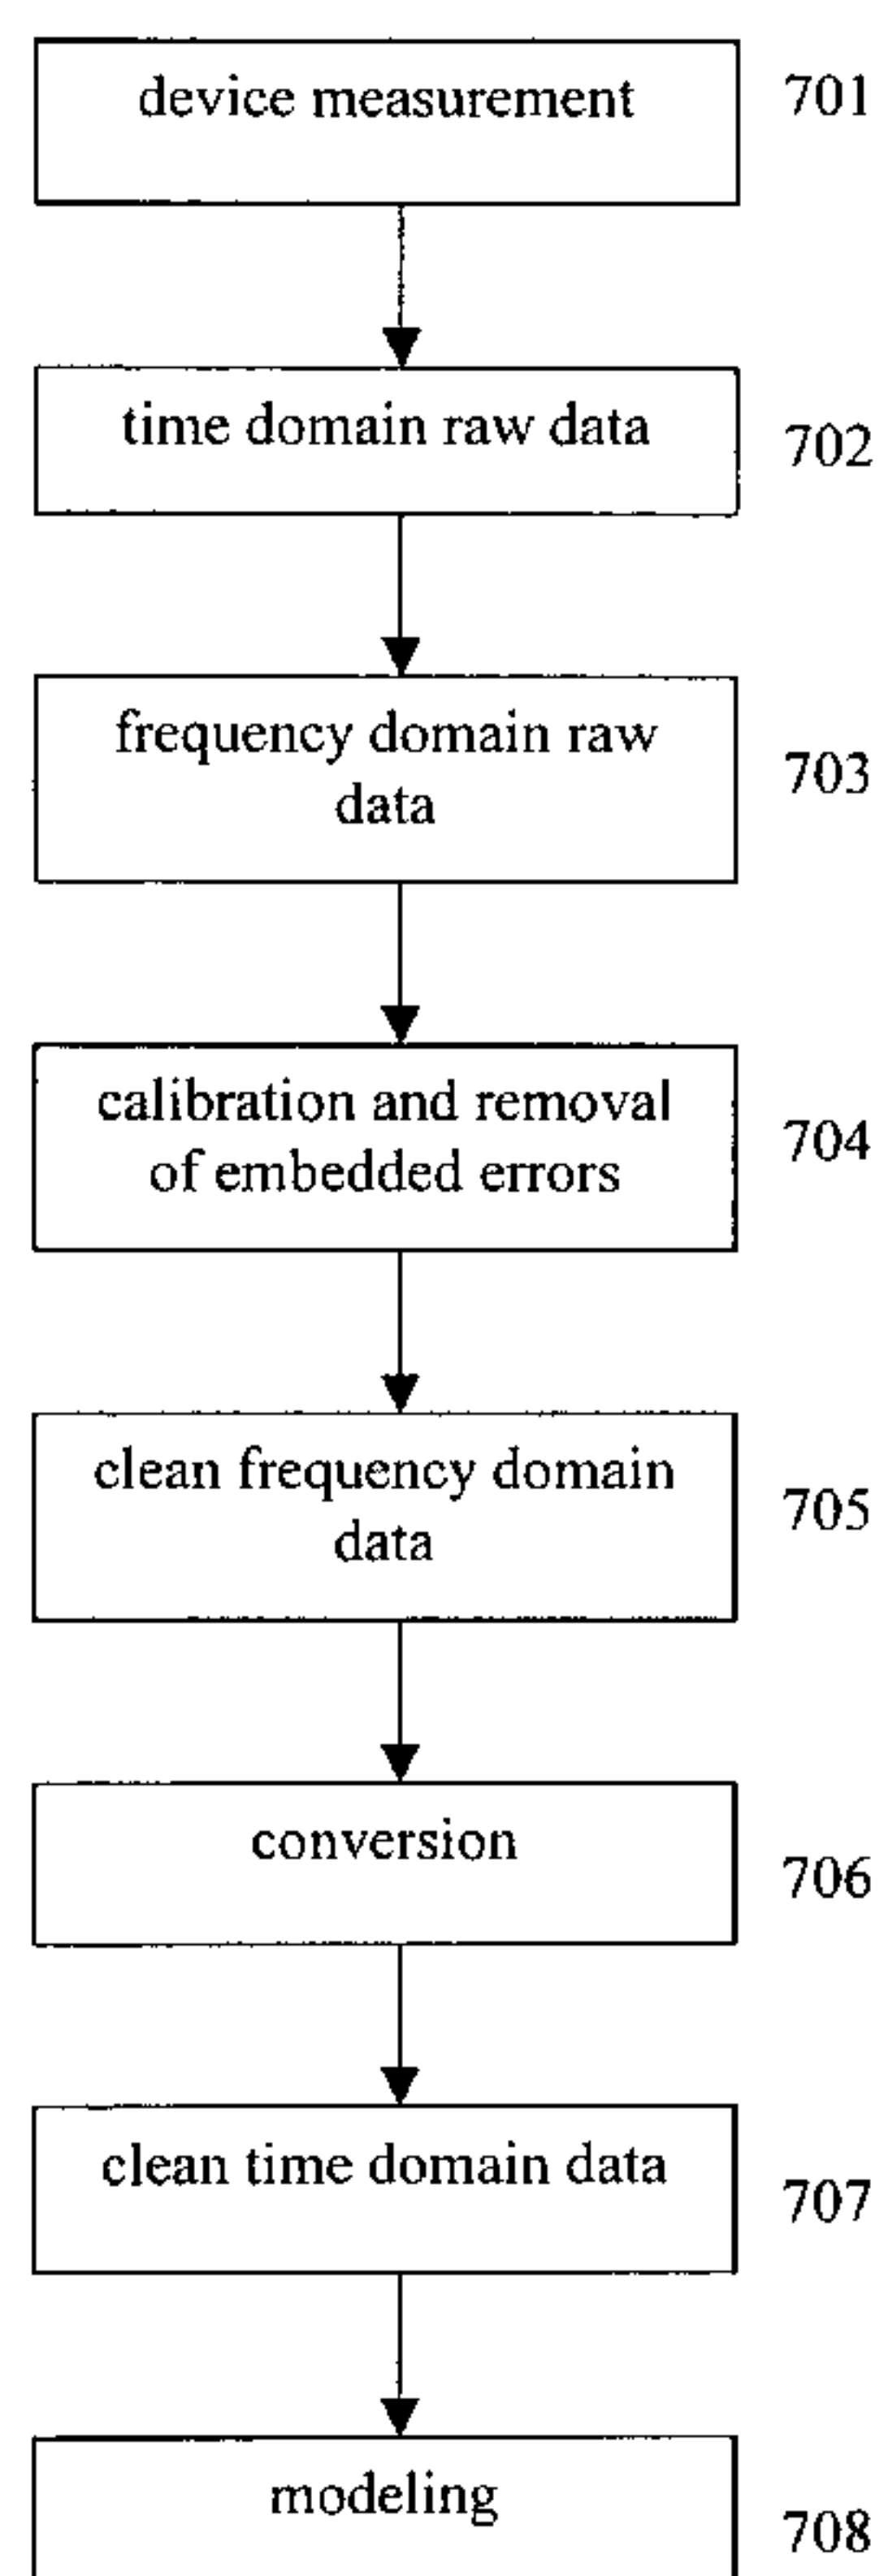 device measurement 701
time domain raw data 702
frequency domain raw 703
data
calibration and removal 704
of embedded errors
clean frequency domain 705
data
conversion 706
clean time domain data 707
modeling 708